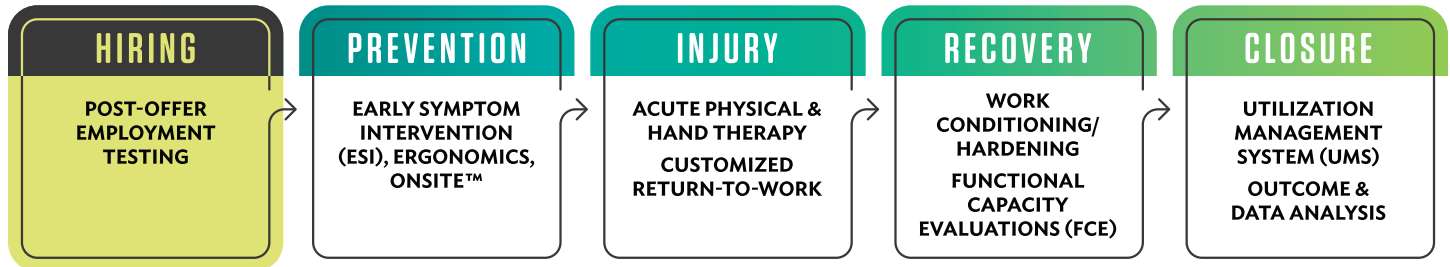 HIRING
POST-OFFER
EMPLOYMENT
TESTING
PREVENTION
EARLY SYMPTOM
INTERVENTION
(ESI), ERGONOMICS,
ONSITE™
INJURY
ACUTE PHYSICAL &
HAND THERAPY
CUSTOMIZED
RETURN-TO-WORK
RECOVERY
WORK
CONDITIONING/
HARDENING
FUNCTIONAL
CAPACITY
EVALUATIONS (FCE)
CLOSURE
UTILIZATION
MANAGEMENT
SYSTEM (UMS)
OUTCOME &
DATA ANALYSIS